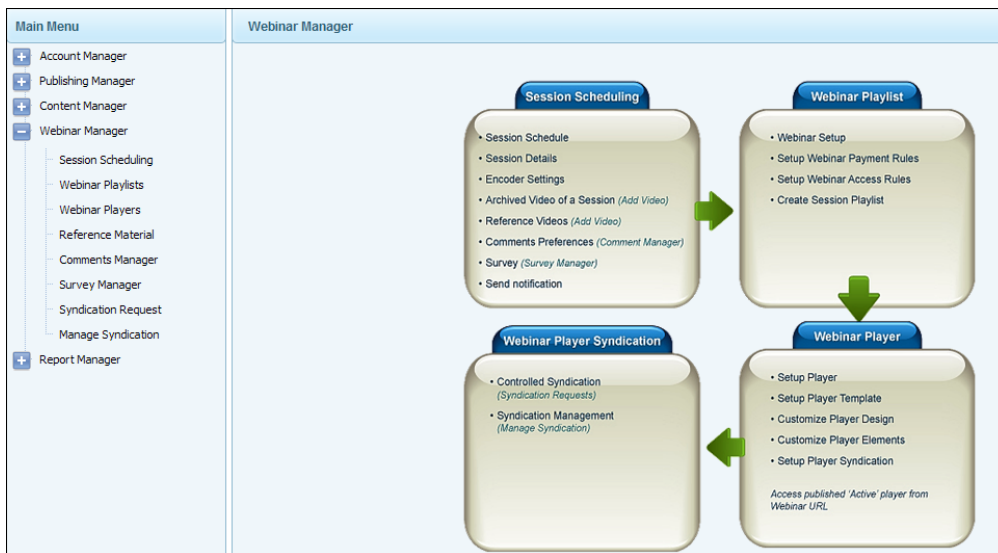 Main Menu
Account Manager
Publishing Manager
Content Manager
Webinar Manager
Session Scheduling
Webinar Playlists
Webinar Players
Reference Material
Comments Manager
Survey Manager
Syndication Request
Manage Syndication
Report Manager
Webinar Manager
Session Scheduling
• Session Schedule
• Session Details
• Encoder Settings
• Archived Video of a Session (Add Video)
• Reference Videos (Add Video)
• Comments Preferences (Comment Manager)
• Survey (Survey Manager)
• Send notification
Webinar Playlist
• Webinar Setup
• Setup Webinar Payment Rules
• Setup Webinar Access Rules
• Create Session Playlist
Webinar Player
• Setup Player
• Setup Player Template
• Customize Player Design
• Customize Player Elements
• Setup Player Syndication
Access published 'Active' player from
Webinar URL
Webinar Player Syndication
• Controlled Syndication
(Syndication Requests)
• Syndication Management
(Manage Syndication)